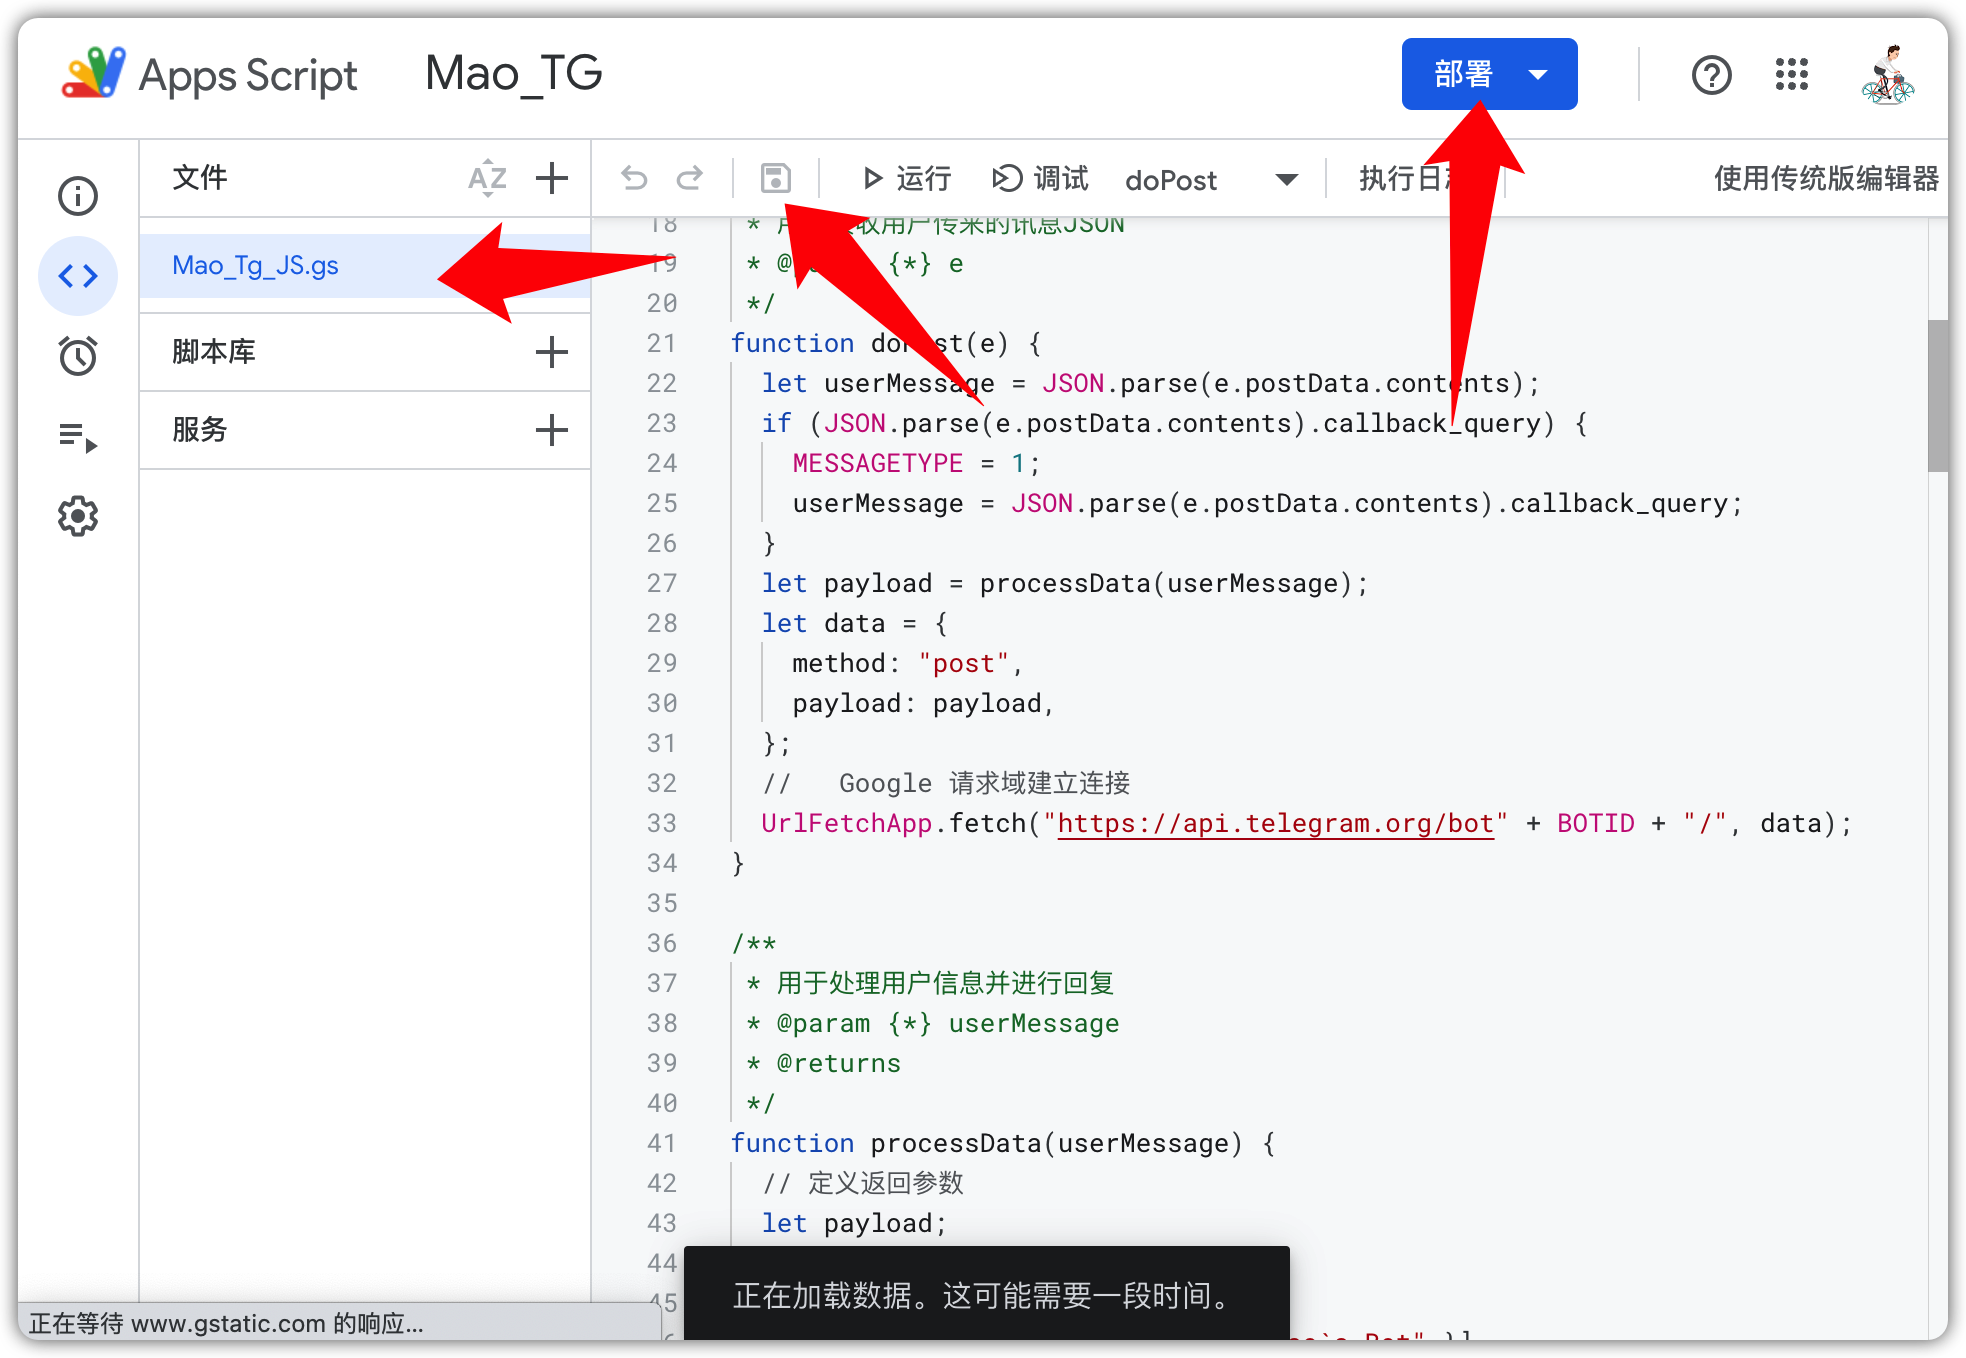 Apps Script Mao_TG 部署
文件 AZ 运行 调试 doPost 执行日 使用传统版编辑器
Mao_Tg_JS.gs
脚本库
服务
18 * 收用户传来的讯息JSON
19 * @ {*} e
20 */
21 function doPost(e) {
22 let userMessage = JSON.parse(e.postData.contents);
23 if (JSON.parse(e.postData.contents).callback_query) {
24 MESSAGETYPE = 1;
25 userMessage = JSON.parse(e.postData.contents).callback_query;
26 }
27 let payload = processData(userMessage);
28 let data = {
29 method: "post",
30 payload: payload,
31 };
32 // Google 请求域建立连接
33 UrlFetchApp.fetch("https://api.telegram.org/bot" + BOTID + "/", data);
34 }
35
36 /**
37 * 用于处理用户信息并进行回复
38 * @param {*} userMessage
39 * @returns
40 */
41 function processData(userMessage) {
42 // 定义返回参数
43 let payload;
44
45
正在加载数据。这可能需要一段时间。
正在等待 www.gstatic.com 的响应...